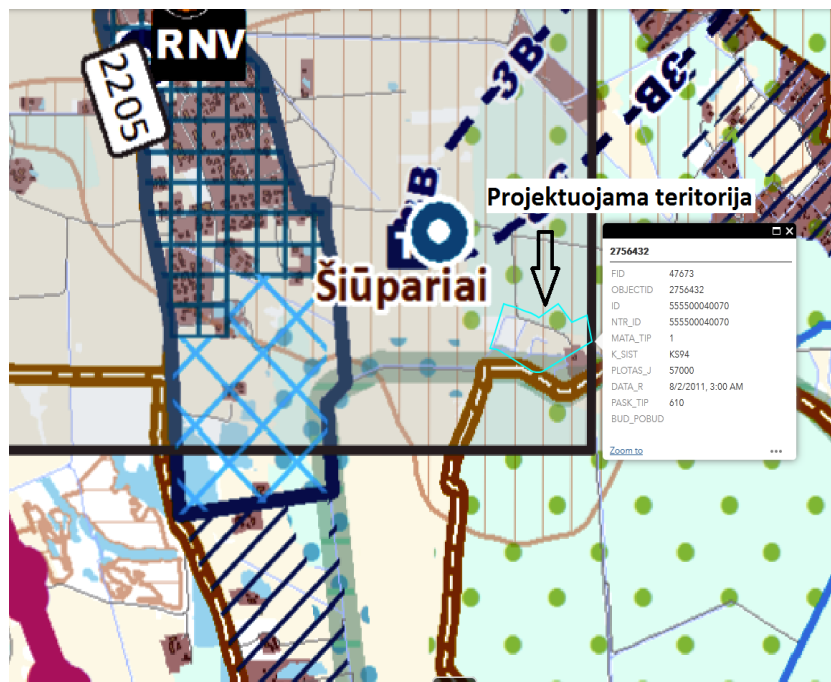 RNV
2205
3B
3B
B
Projektuojama teritorija
Šiūpariai
2756432
FID 47673
OBJECTID 2756432
ID 555500040070
NTR_ID 555500040070
MATA_TIP 1
K_SIST KS94
PLOTAS_J 57000
DATA_R 8/2/2011, 3:00 AM
PASK_TIP 610
BUD_POBUD
Zoom to